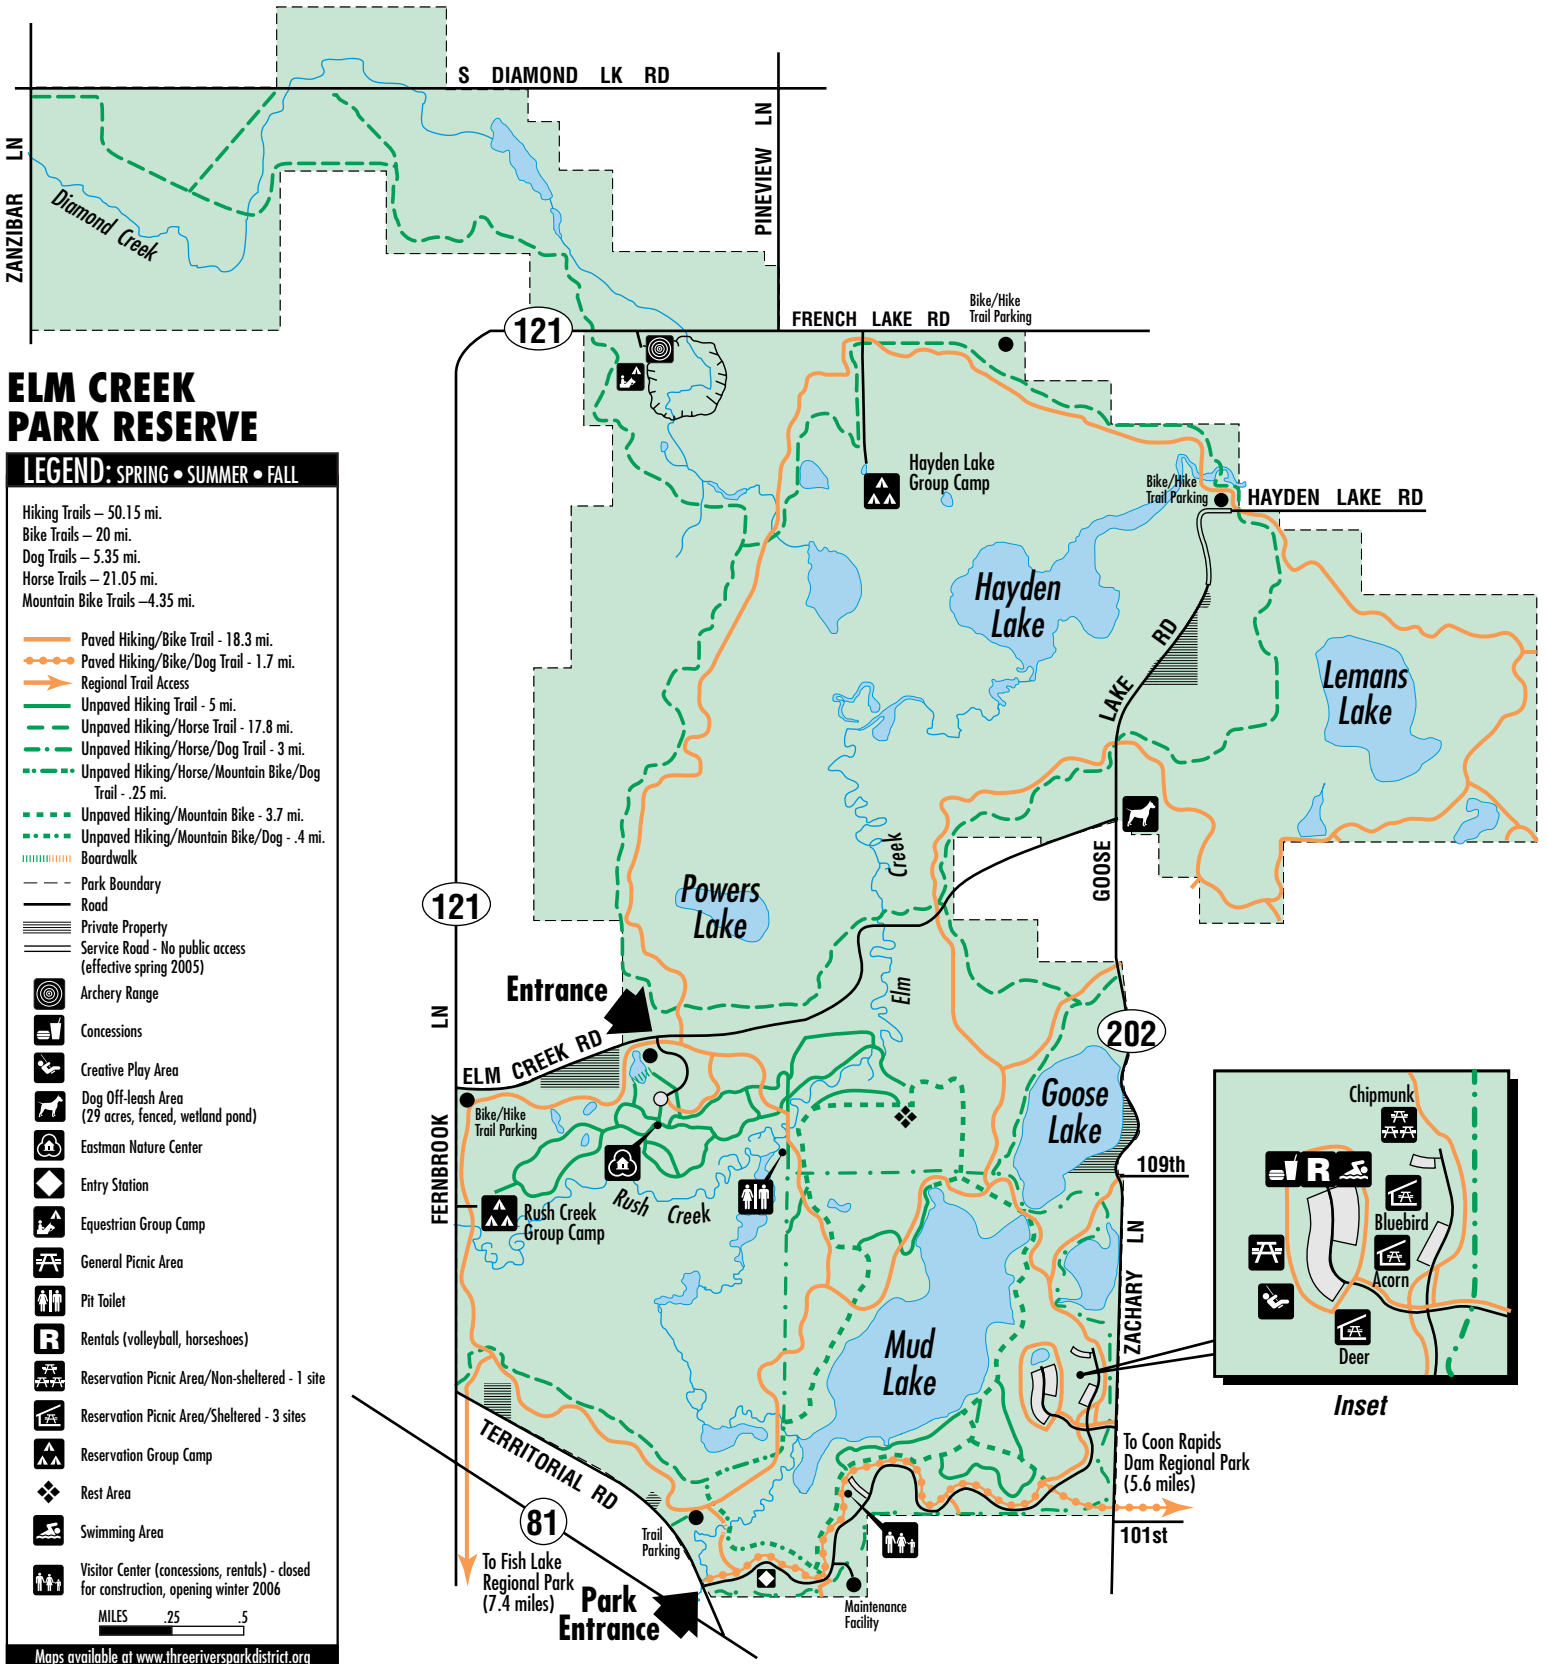 S DIAMOND LK RD
ZANZIBAR LN
PINEVIEW LN
Diamond Creek
121
FRENCH LAKE RD
Bike/Hike
Trail Parking
ELM CREEK
PARK RESERVE
LEGEND: SPRING • SUMMER • FALL
Hiking Trails – 50.15 mi.
Bike Trails – 20 mi.
Dog Trails – 5.35 mi.
Horse Trails – 21.05 mi.
Mountain Bike Trails –4.35 mi.
Paved Hiking/Bike Trail - 18.3 mi.
Paved Hiking/Bike/Dog Trail - 1.7 mi.
Regional Trail Access
Unpaved Hiking Trail - 5 mi.
Unpaved Hiking/Horse Trail - 17.8 mi.
Unpaved Hiking/Horse/Dog Trail - 3 mi.
Unpaved Hiking/Horse/Mountain Bike/Dog
Trail - .25 mi.
Unpaved Hiking/Mountain Bike - 3.7 mi.
Unpaved Hiking/Mountain Bike/Dog - .4 mi.
Boardwalk
Park Boundary
Road
Private Property
Service Road - No public access
(effective spring 2005)
Archery Range
Concessions
Creative Play Area
Dog Off-leash Area
(29 acres, fenced, wetland pond)
Eastman Nature Center
Entry Station
Equestrian Group Camp
General Picnic Area
Pit Toilet
R
Rentals (volleyball, horseshoes)
Reservation Picnic Area/Non-sheltered - 1 site
Reservation Picnic Area/Sheltered - 3 sites
Reservation Group Camp
Rest Area
Swimming Area
Visitor Center (concessions, rentals) - closed
for construction, opening winter 2006
MILES .25 .5
Maps available at www.threeriversparkdistrict.org
Hayden Lake
Group Camp
Bike/Hike
Trail Parking
HAYDEN LAKE RD
Hayden
Lake
Lemans
Lake
GOOSE LAKE RD
Powers
Lake
Elm Creek
121
Entrance
ELM CREEK RD
FERNBROOK LN
Bike/Hike
Trail Parking
Rush Creek
Group Camp
Rush Creek
202
Goose
Lake
109th
ZACHARY LN
Mud
Lake
Chipmunk
R
Bluebird
Acorn
Deer
Inset
TERRITORIAL RD
81
Trail
Parking
To Fish Lake
Regional Park
(7.4 miles)
Park
Entrance
Maintenance
Facility
To Coon Rapids
Dam Regional Park
(5.6 miles)
101st